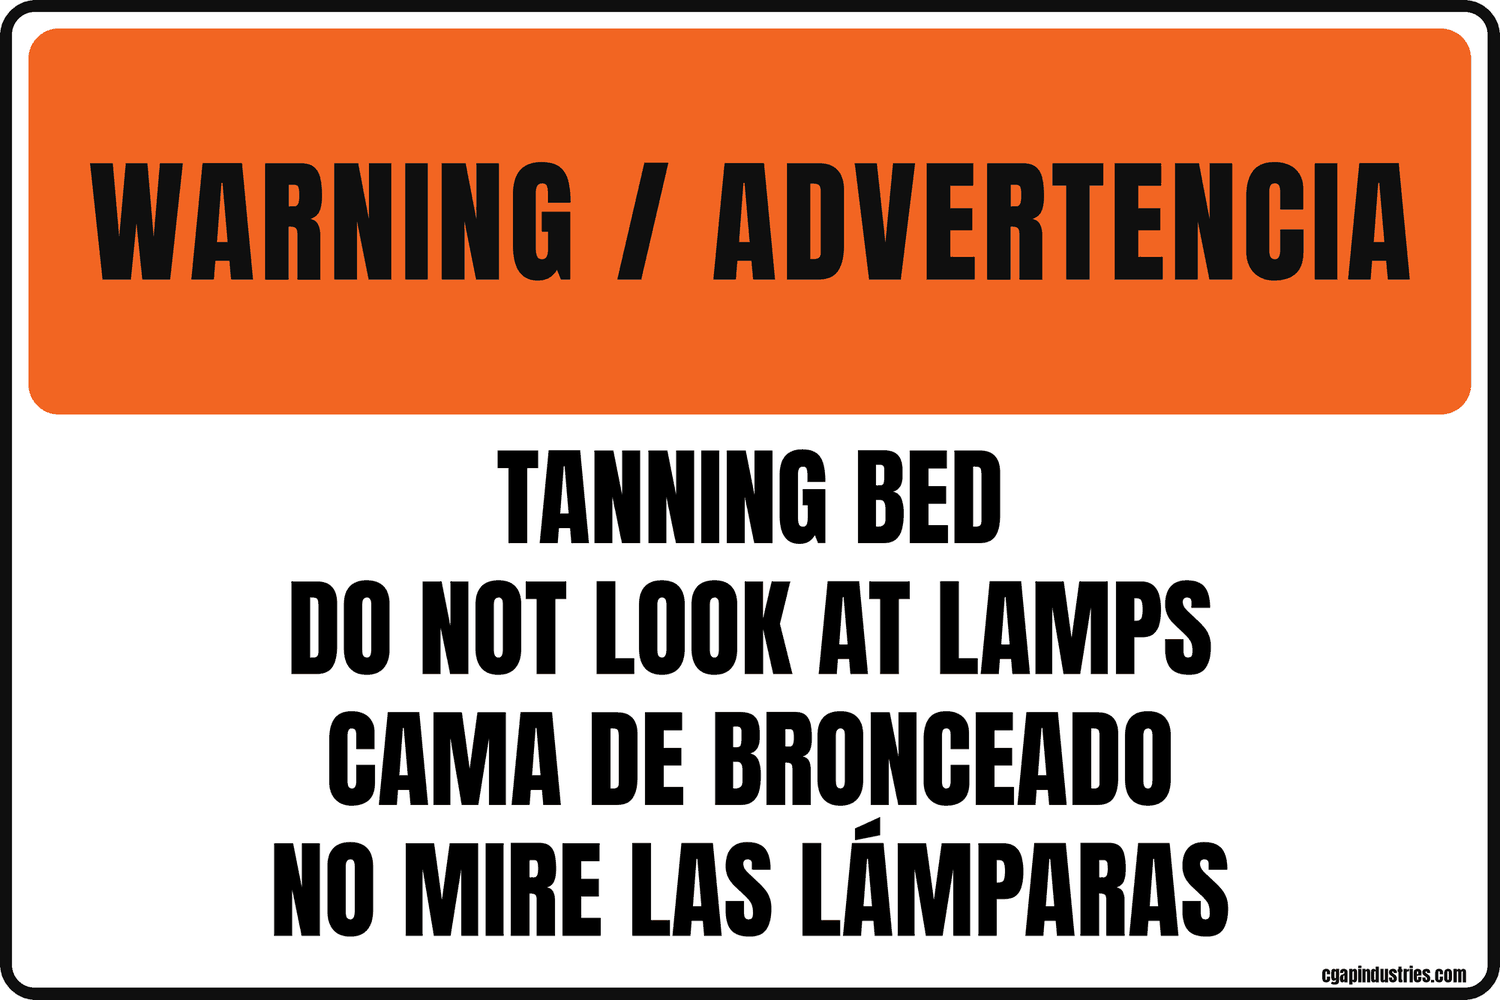 WARNING / ADVERTENCIA
TANNING BED
DO NOT LOOK AT LAMPS
CAMA DE BRONCEADO
NO MIRE LAS LÁMPARAS
cgapindustries.com